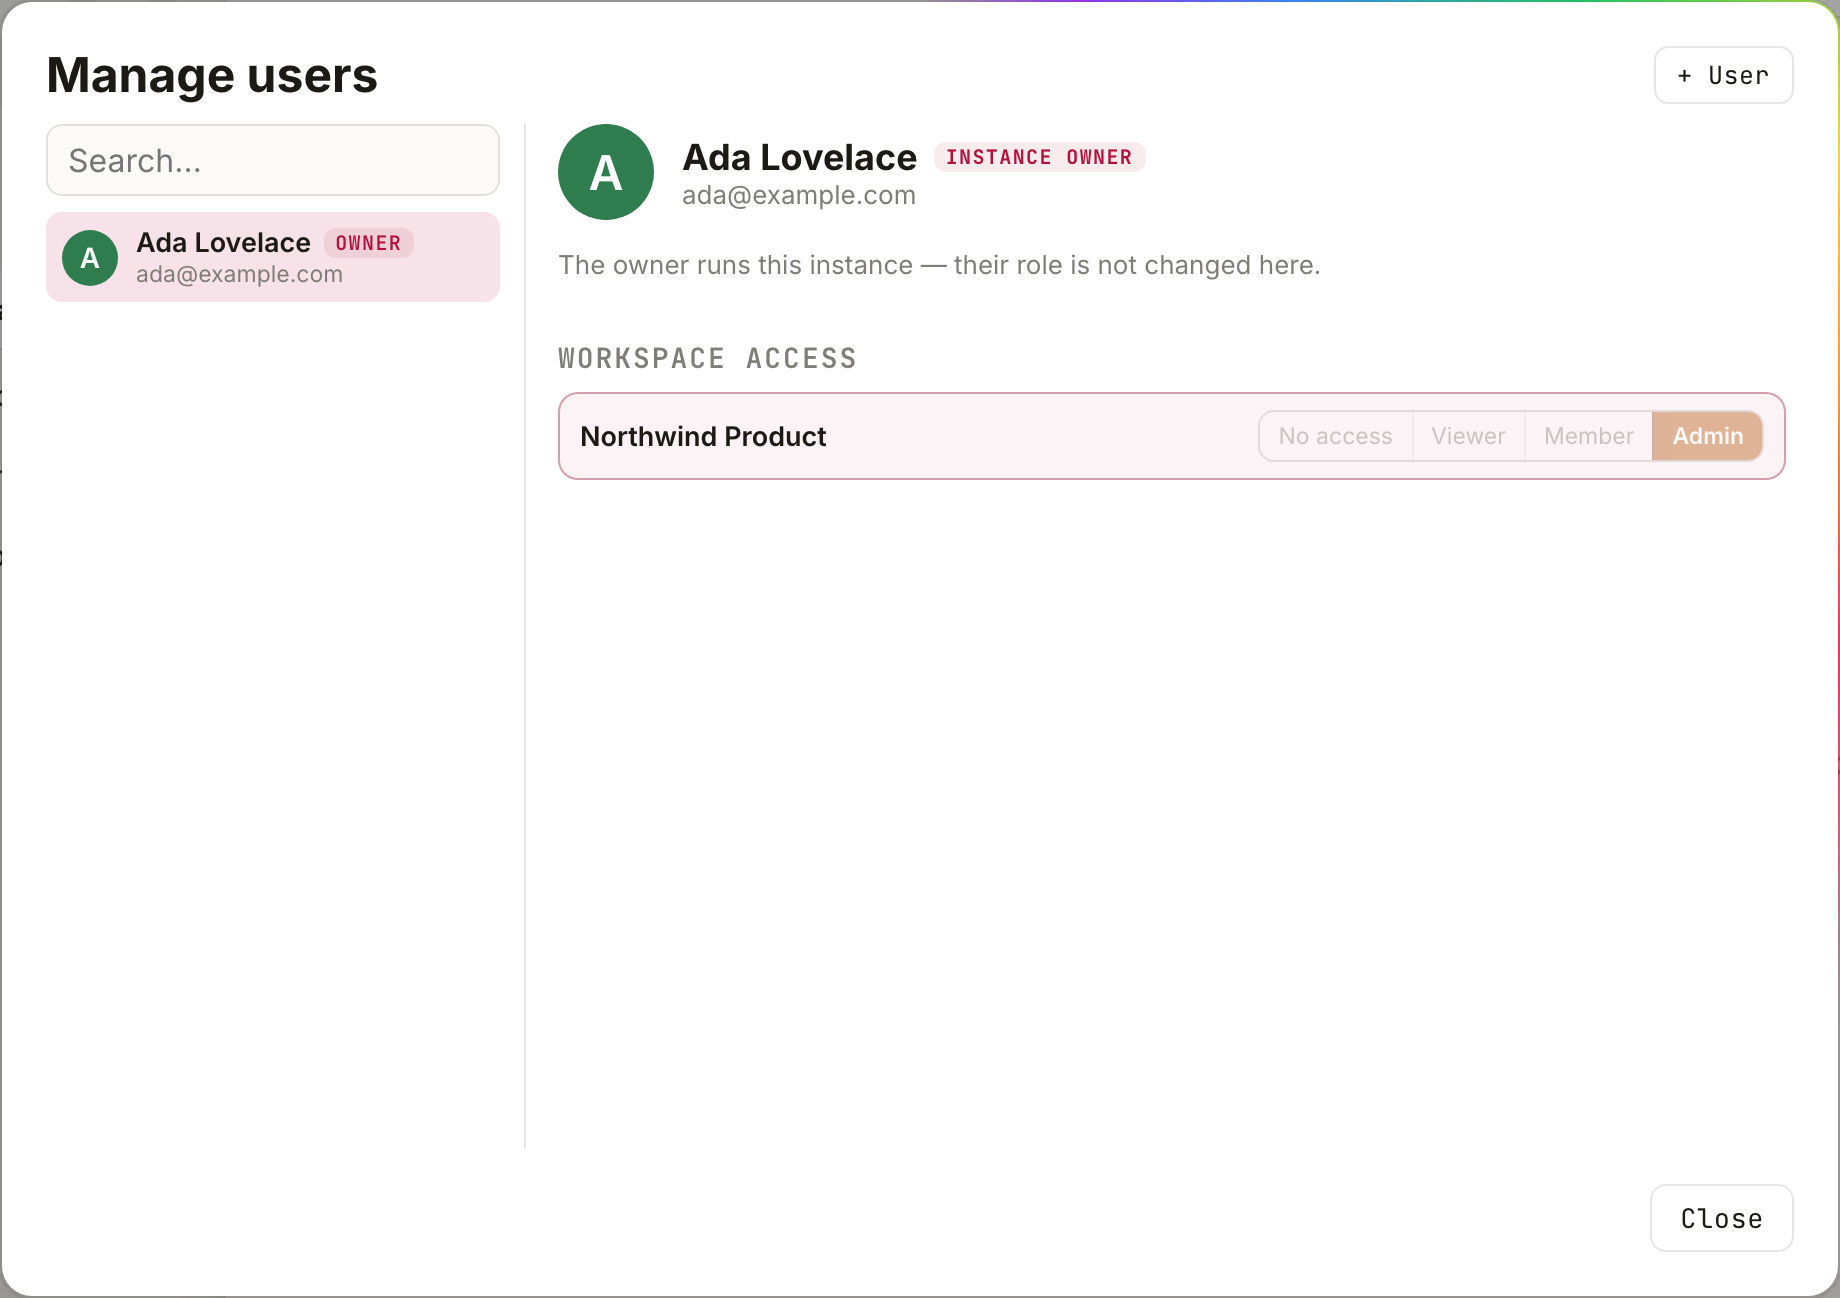 Manage users
+ User
Search...
A
Ada Lovelace OWNER
ada@example.com
A
Ada Lovelace INSTANCE OWNER
ada@example.com
The owner runs this instance — their role is not changed here.
WORKSPACE ACCESS
Northwind Product
No access Viewer Member Admin
Close